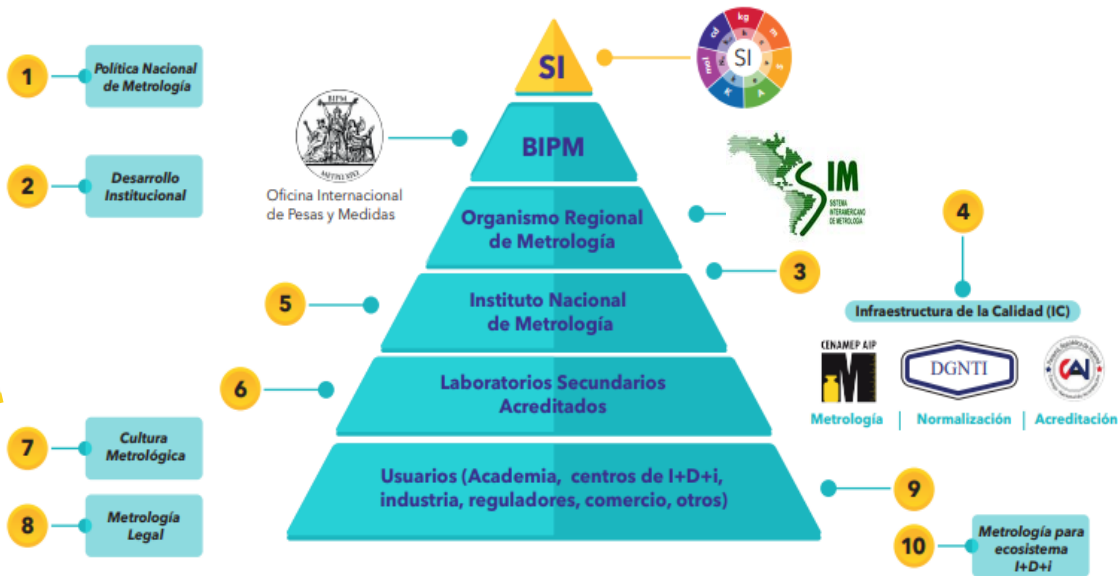 1
Política Nacional
de Metrología
2
Desarrollo
Institucional
SI
kg
m
s
A
K
mol
cd
SI
BIPM
BIPM
Oficina Internacional
de Pesas y Medidas
Organismo Regional
de Metrología
SIM
SISTEMA
INTERAMERICANO
DE METROLOGÍA
3
4
Infraestructura de la Calidad (IC)
CENAMEP AIP
M
DGNTI
CNA
Metrología | Normalización | Acreditación
5
Instituto Nacional
de Metrología
6
Laboratorios Secundarios
Acreditados
7
Cultura
Metrológica
8
Metrología
Legal
Usuarios (Academia, centros de I+D+i,
industria, reguladores, comercio, otros)
9
10
Metrología para
ecosistema
I+D+i